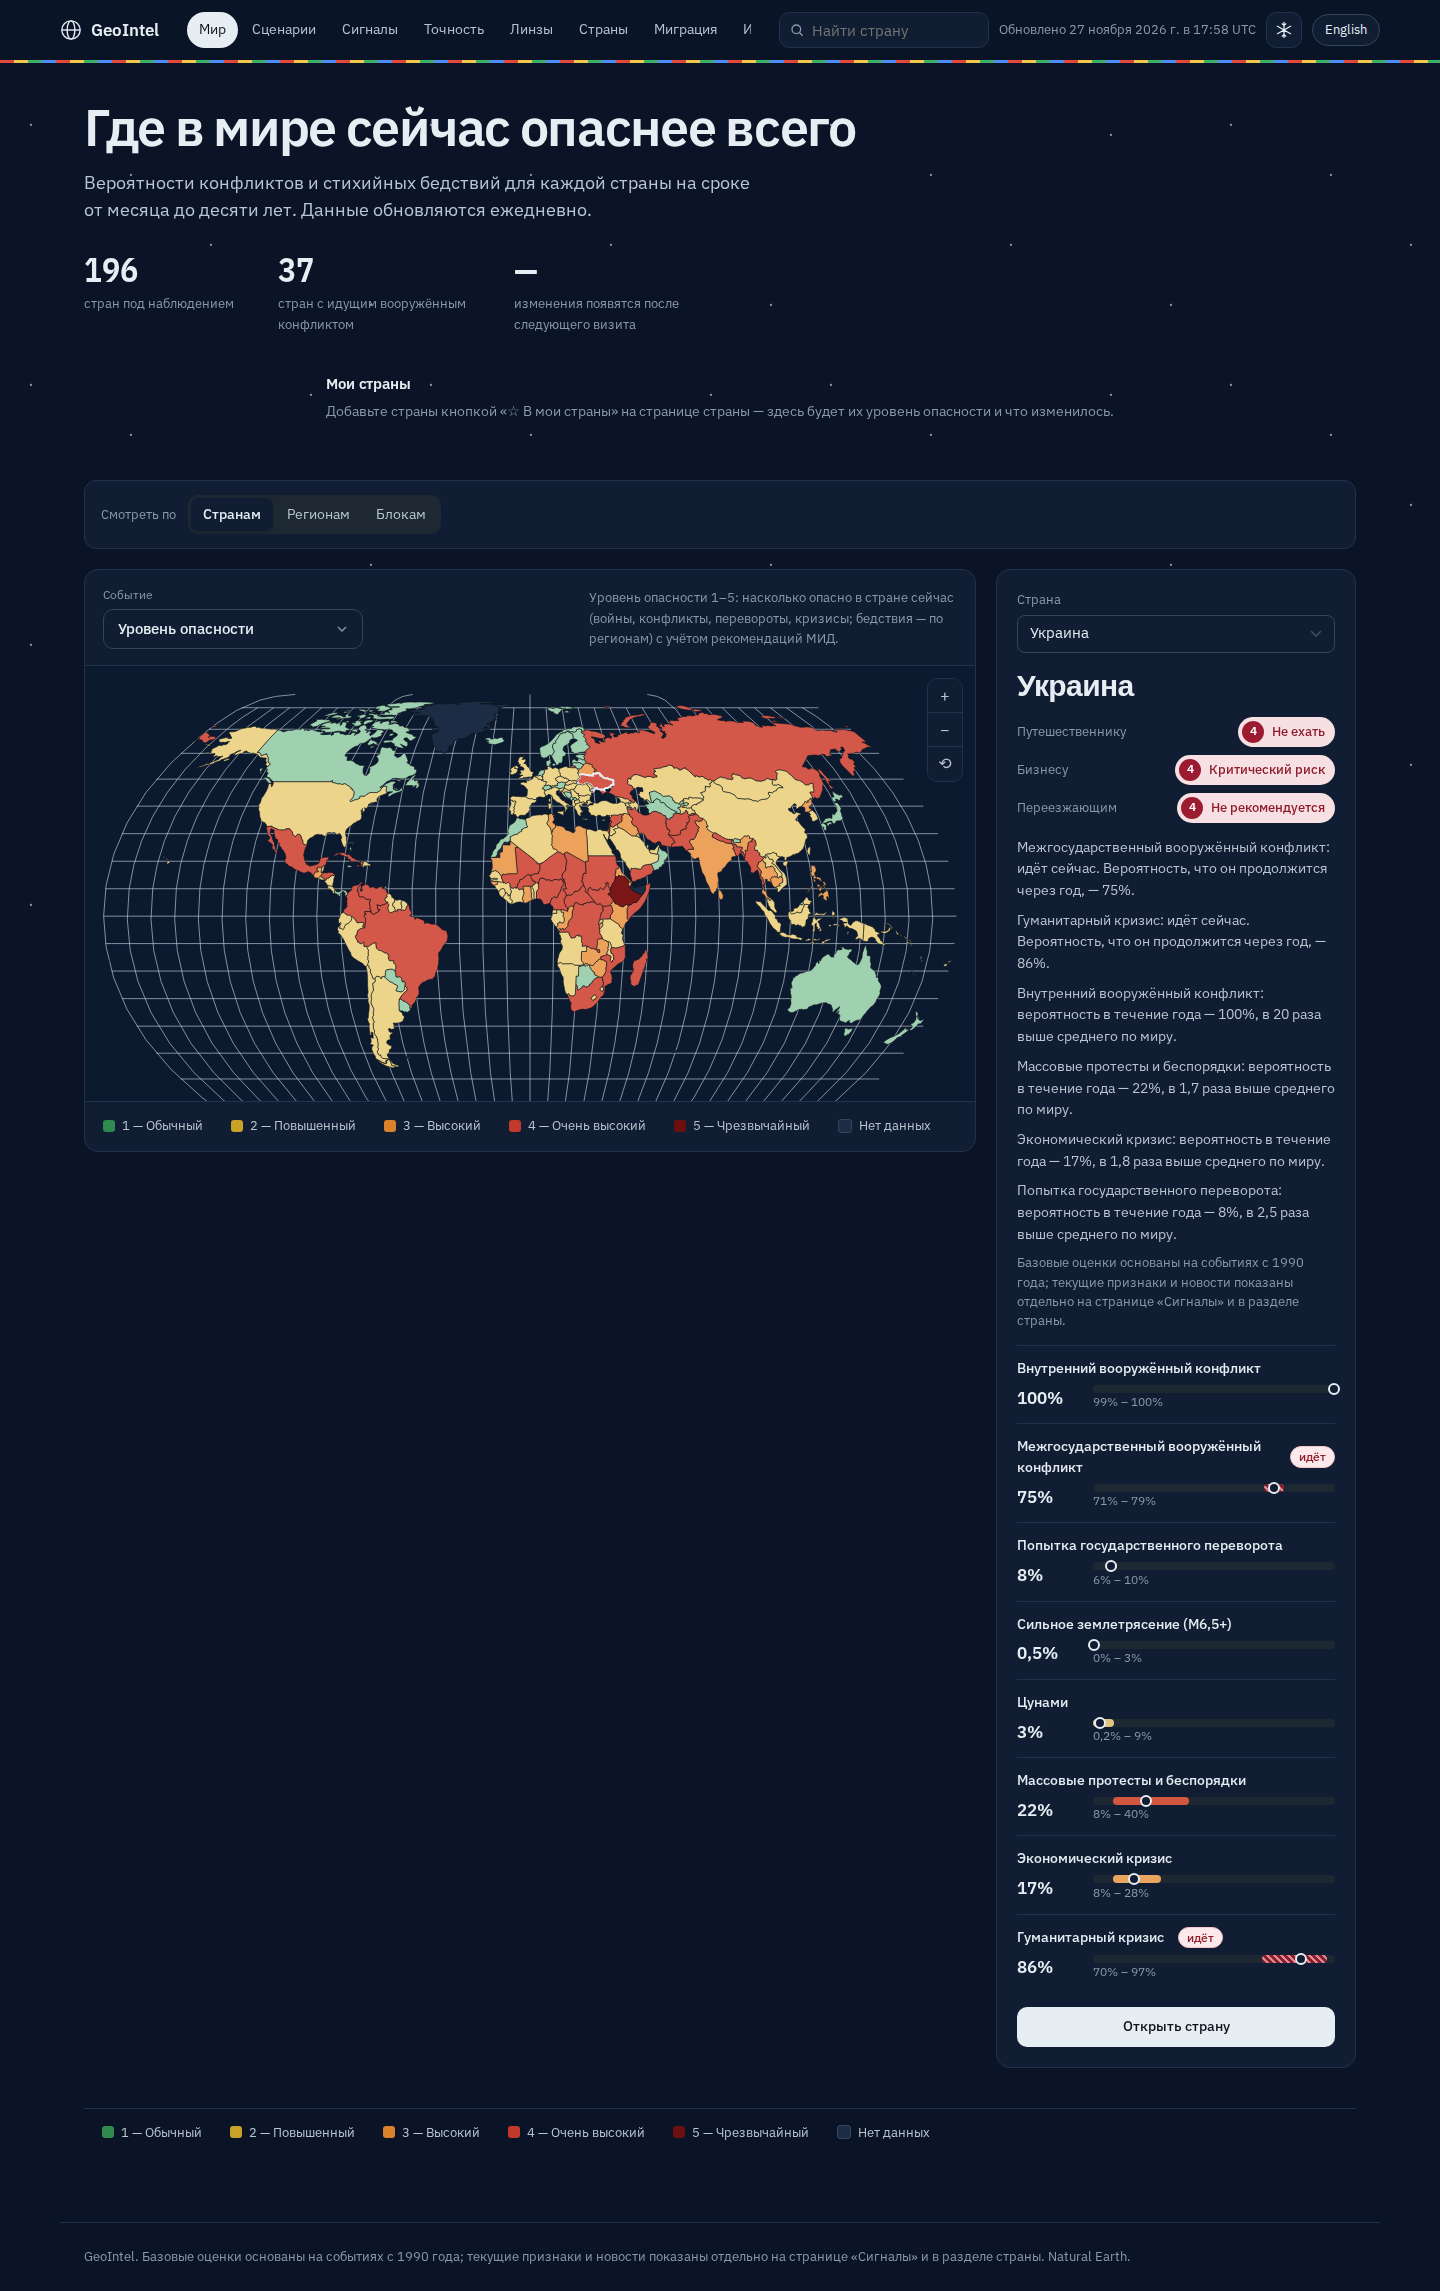 GeoIntel
Мир
Сценарии
Сигналы
Точность
Линзы
Страны
Миграция
Найти страну
Обновлено 27 ноября 2026 г. в 17:58 UTC
English
Где в мире сейчас опаснее всего
Вероятности конфликтов и стихийных бедствий для каждой страны на сроке
от месяца до десяти лет. Данные обновляются ежедневно.
196
стран под наблюдением
37
стран с идущим вооружённым
конфликтом
—
изменения появятся после
следующего визита
Мои страны
Добавьте страны кнопкой «☆ В мои страны» на странице страны — здесь будет их уровень опасности и что изменилось.
Смотреть по
Странам
Регионам
Блокам
Событие
Уровень опасности
Уровень опасности 1–5: насколько опасно в стране сейчас
(войны, конфликты, перевороты, кризисы; бедствия — по
регионам) с учётом рекомендаций МИД.
+
−
⟲
1 — Обычный
2 — Повышенный
3 — Высокий
4 — Очень высокий
5 — Чрезвычайный
Нет данных
Страна
Украина
Украина
Путешественнику
4 Не ехать
Бизнесу
4 Критический риск
Переезжающим
4 Не рекомендуется
Межгосударственный вооружённый конфликт:
идёт сейчас. Вероятность, что он продолжится
через год, — 75%.
Гуманитарный кризис: идёт сейчас.
Вероятность, что он продолжится через год, —
86%.
Внутренний вооружённый конфликт:
вероятность в течение года — 100%, в 20 раза
выше среднего по миру.
Массовые протесты и беспорядки: вероятность
в течение года — 22%, в 1,7 раза выше среднего
по миру.
Экономический кризис: вероятность в течение
года — 17%, в 1,8 раза выше среднего по миру.
Попытка государственного переворота:
вероятность в течение года — 8%, в 2,5 раза
выше среднего по миру.
Базовые оценки основаны на событиях с 1990
года; текущие признаки и новости показаны
отдельно на странице «Сигналы» и в разделе
страны.
Внутренний вооружённый конфликт
100%
99% – 100%
Межгосударственный вооружённый
конфликт
идёт
75%
71% – 79%
Попытка государственного переворота
8%
6% – 10%
Сильное землетрясение (M6,5+)
0,5%
0% – 3%
Цунами
3%
0,2% – 9%
Массовые протесты и беспорядки
22%
8% – 40%
Экономический кризис
17%
8% – 28%
Гуманитарный кризис
идёт
86%
70% – 97%
Открыть страну
1 — Обычный
2 — Повышенный
3 — Высокий
4 — Очень высокий
5 — Чрезвычайный
Нет данных
GeoIntel. Базовые оценки основаны на событиях с 1990 года; текущие признаки и новости показаны отдельно на странице «Сигналы» и в разделе страны. Natural Earth.